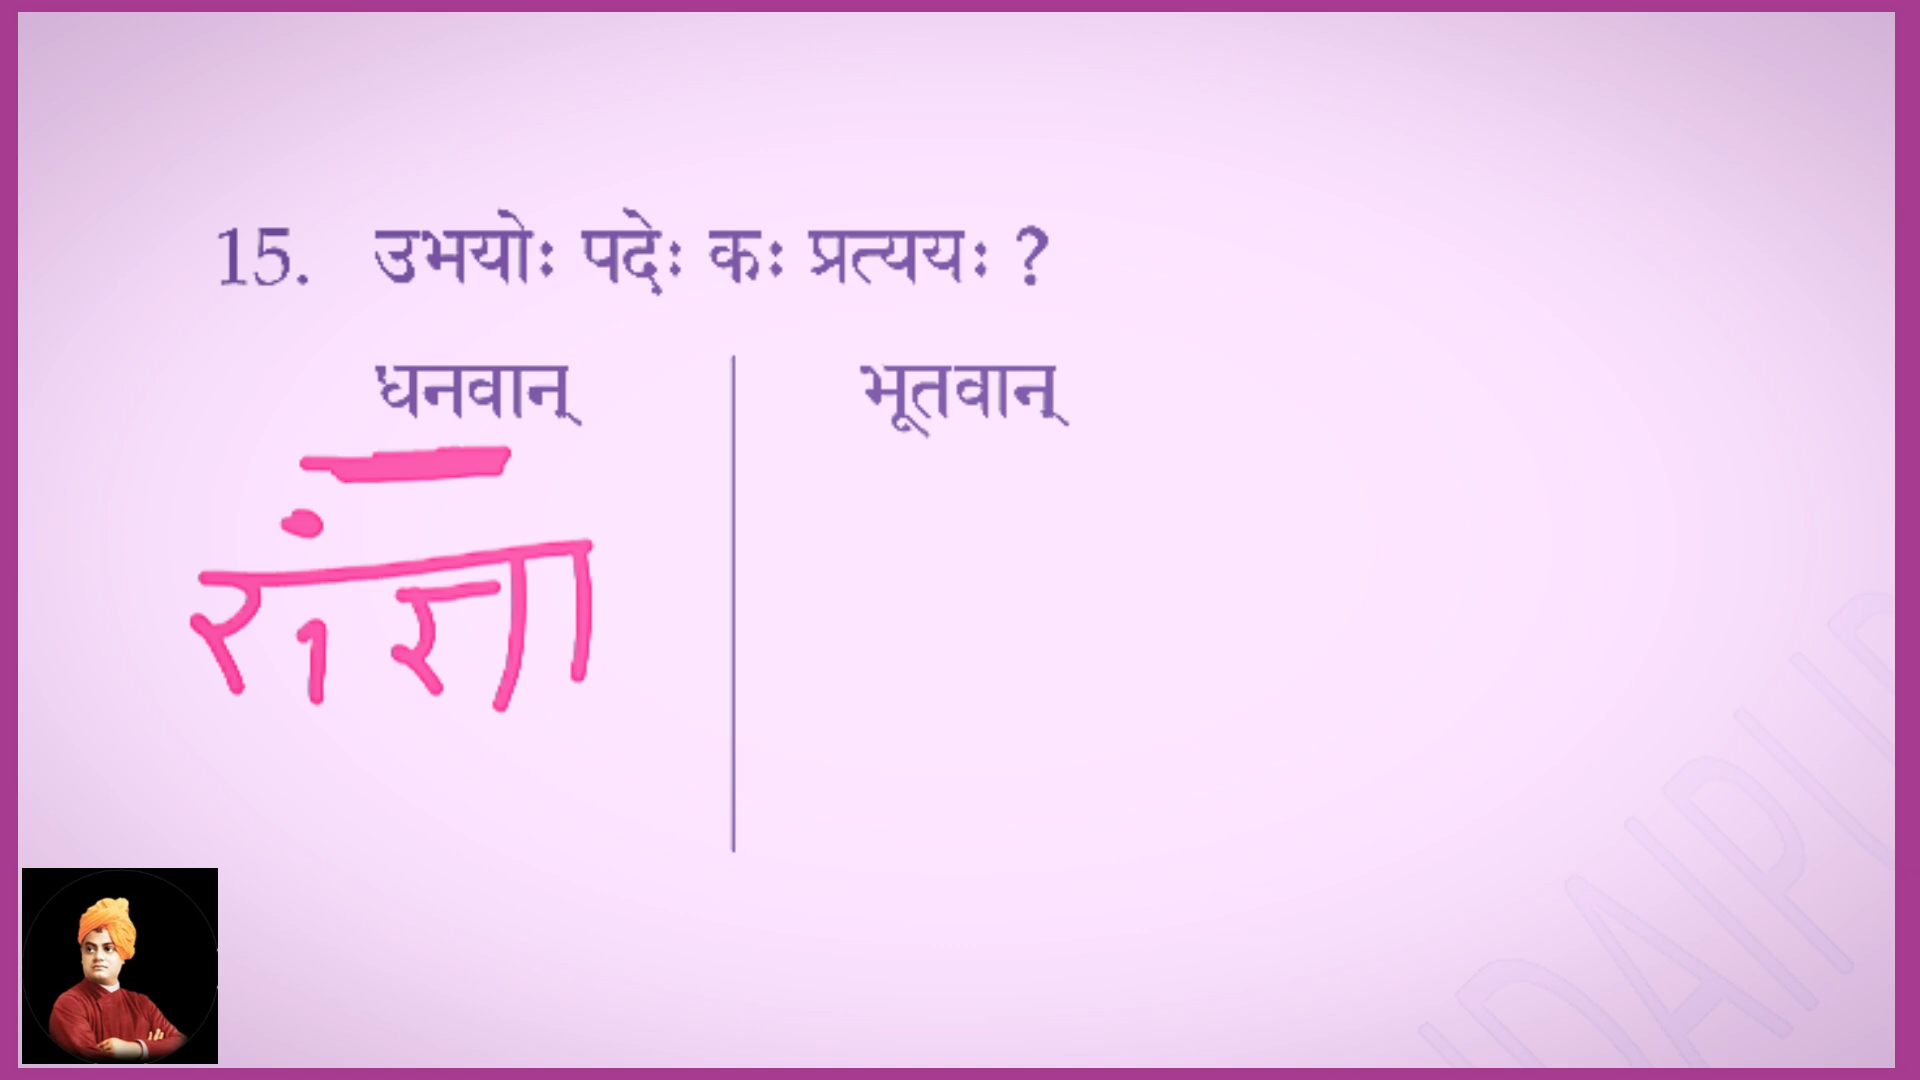 15. उभयोः पदेः कः प्रत्ययः ?
धनवान् भूतवान्
संज्ञा